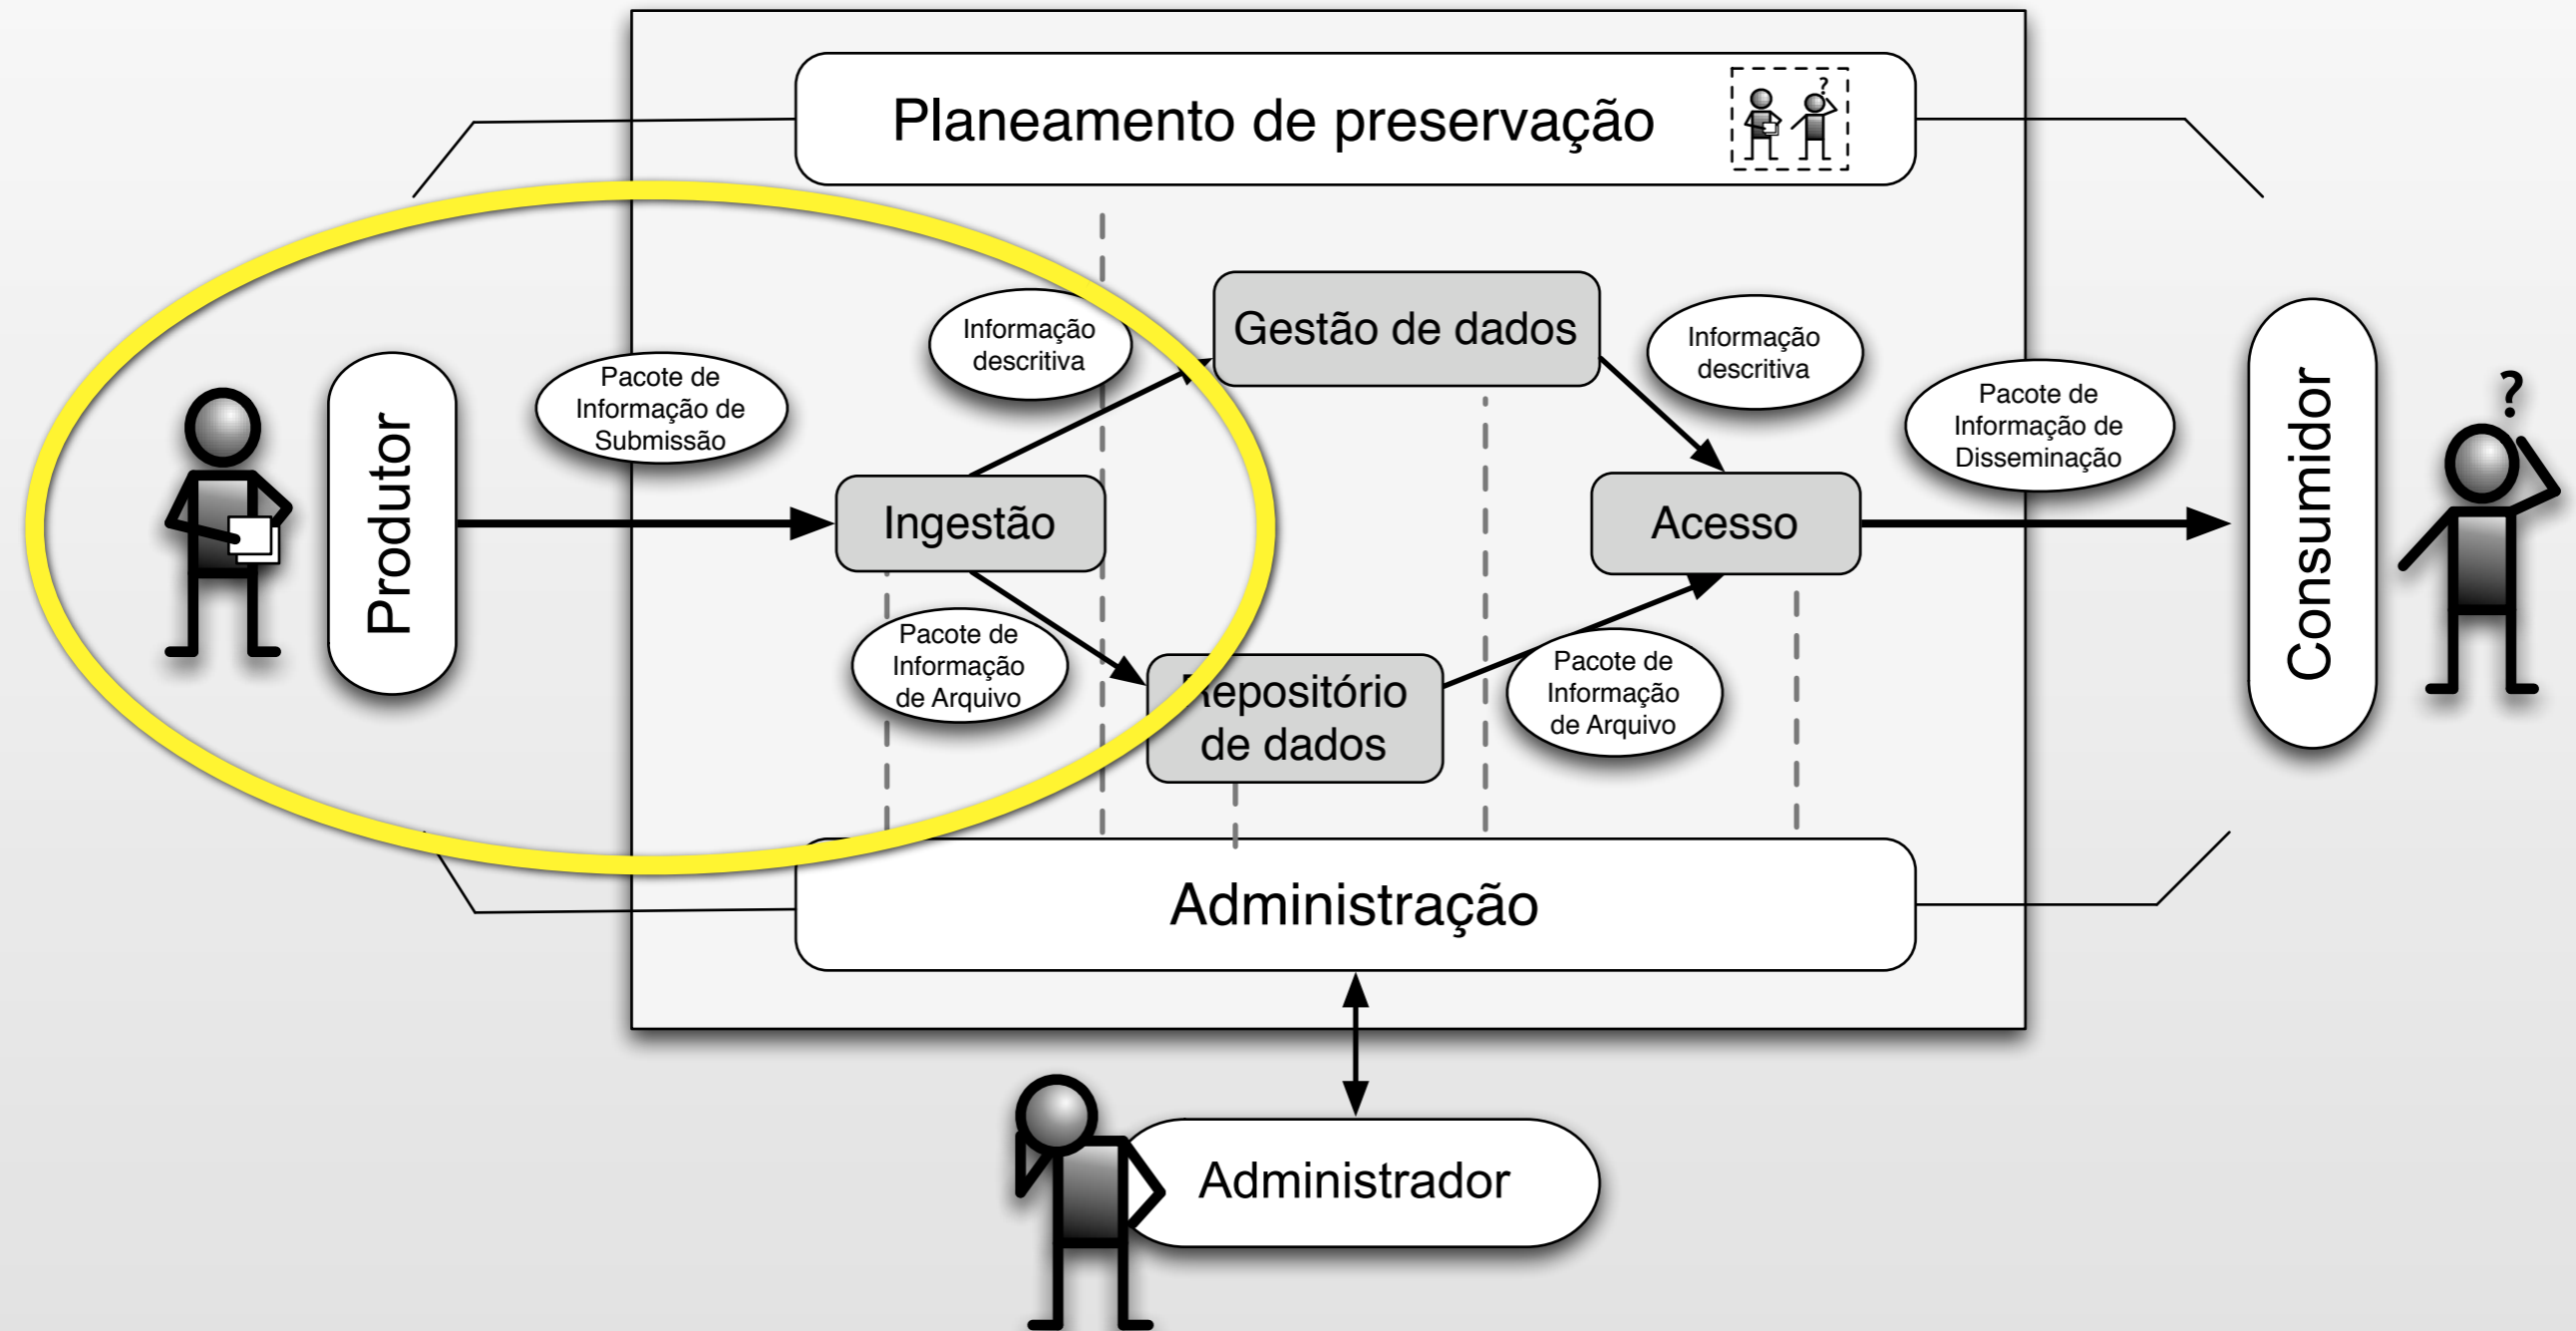 Planeamento de preservação
?
Informação
descritiva
Gestão de dados
Informação
descritiva
Pacote de
Informação de
Submissão
Pacote de
Informação de
Disseminação
?
Produtor
Ingestão
Acesso
Consumidor
Pacote de
Informação
de Arquivo
Repositório
de dados
Pacote de
Informação
de Arquivo
Administração
Administrador